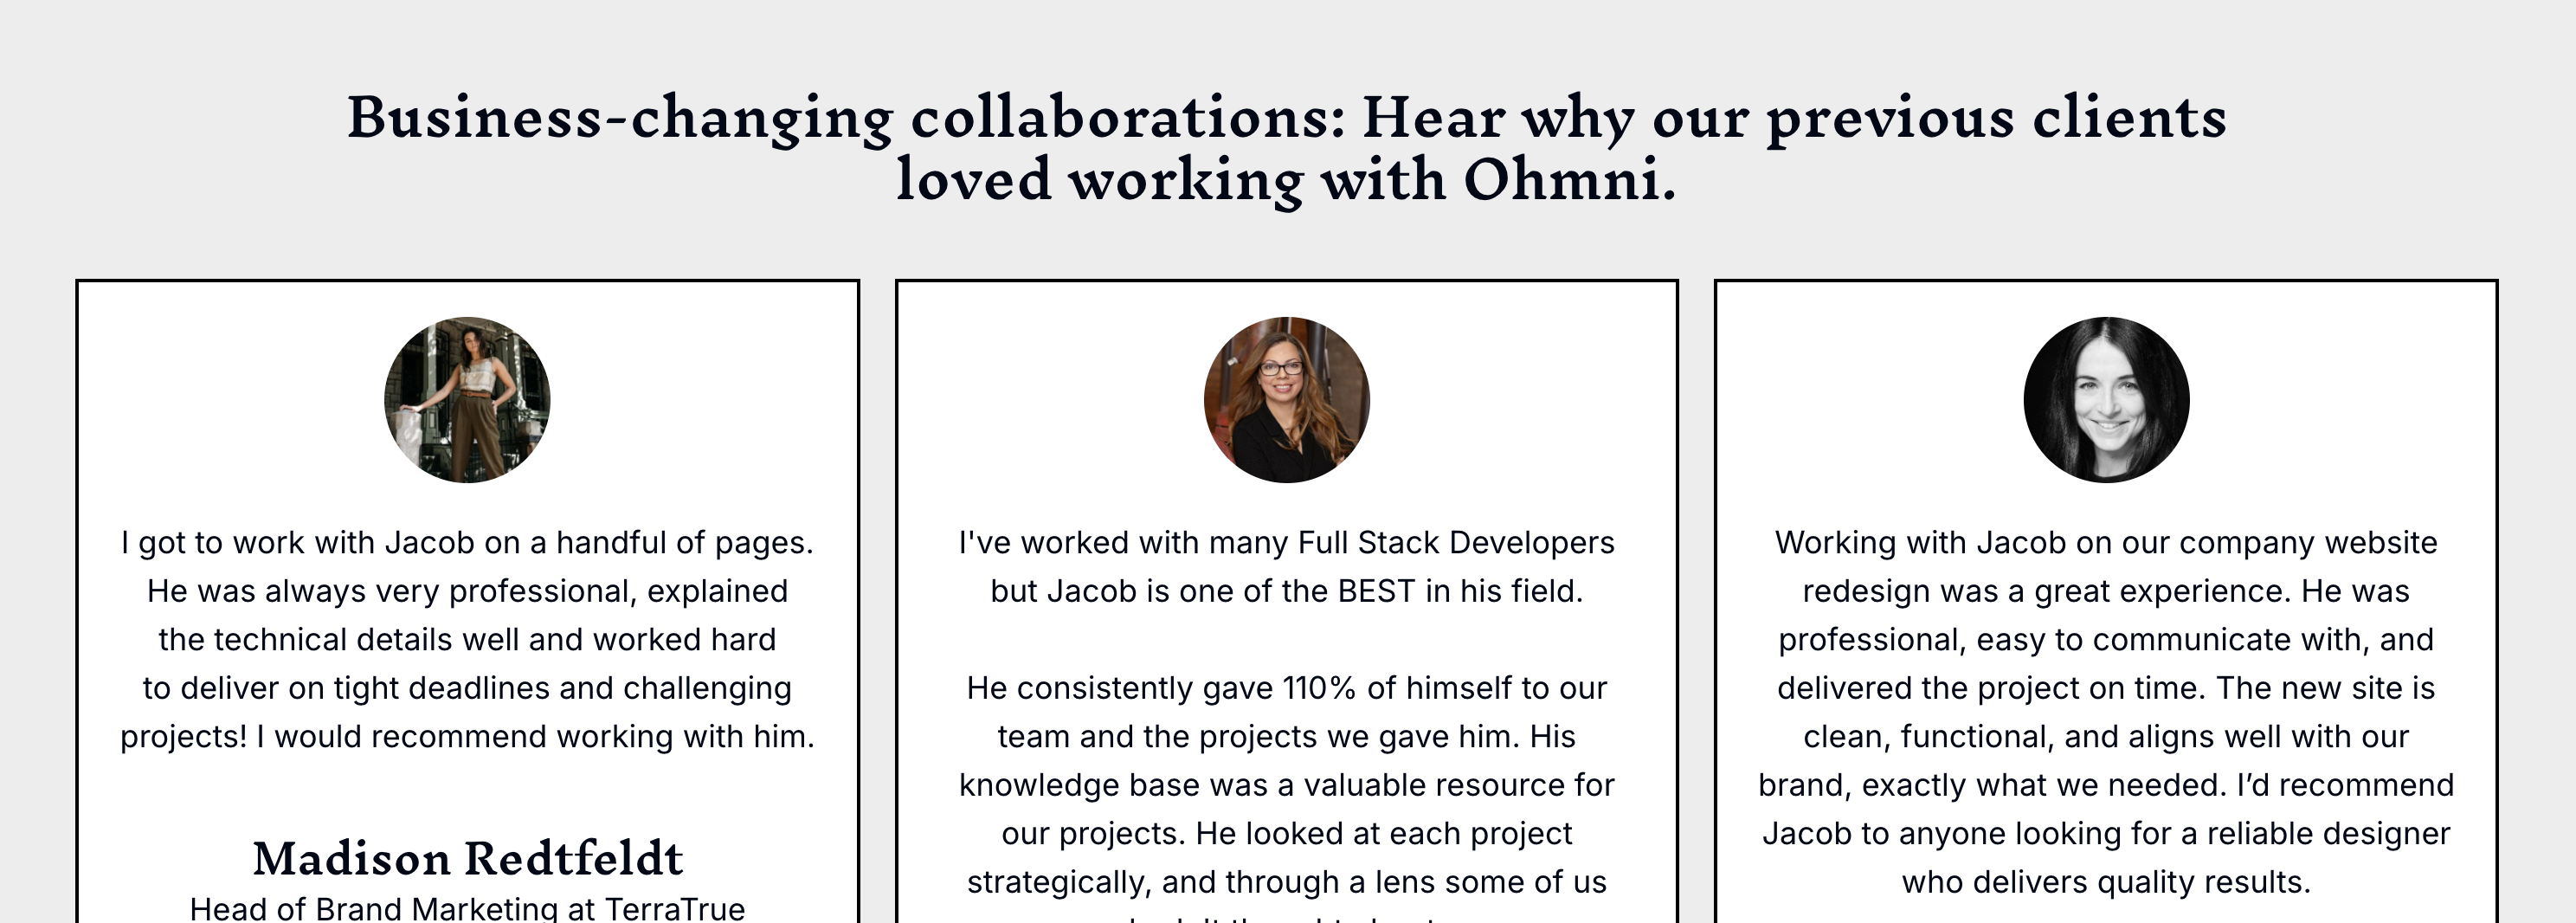 Business-changing collaborations: Hear why our previous clients
loved working with Ohmni.
I got to work with Jacob on a handful of pages.
He was always very professional, explained
the technical details well and worked hard
to deliver on tight deadlines and challenging
projects! I would recommend working with him.
Madison Redtfeldt
Head of Brand Marketing at TerraTrue
I've worked with many Full Stack Developers
but Jacob is one of the BEST in his field.
He consistently gave 110% of himself to our
team and the projects we gave him. His
knowledge base was a valuable resource for
our projects. He looked at each project
strategically, and through a lens some of us
Working with Jacob on our company website
redesign was a great experience. He was
professional, easy to communicate with, and
delivered the project on time. The new site is
clean, functional, and aligns well with our
brand, exactly what we needed. I’d recommend
Jacob to anyone looking for a reliable designer
who delivers quality results.